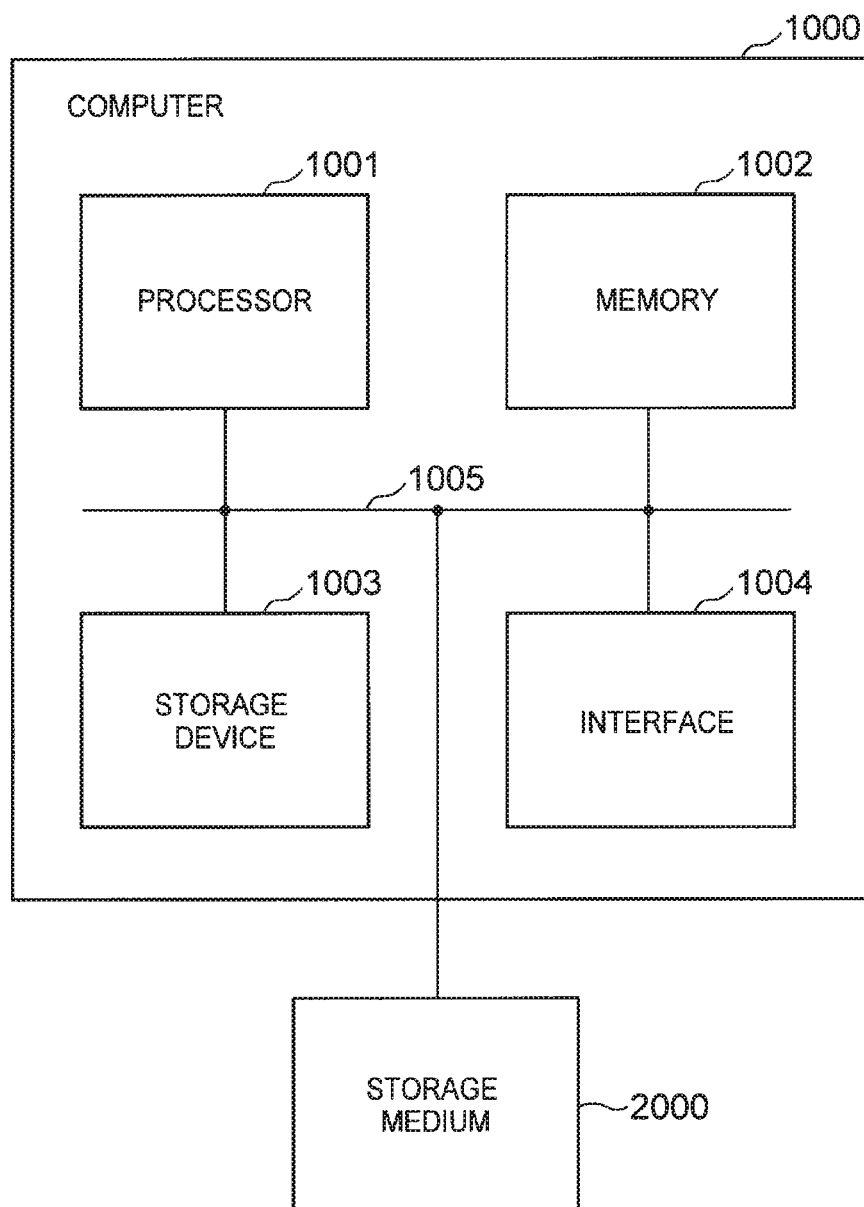 1000
COMPUTER
1001
1002
PROCESSOR
MEMORY
1005
1003
1004
STORAGE
DEVICE
INTERFACE
STORAGE
MEDIUM
2000